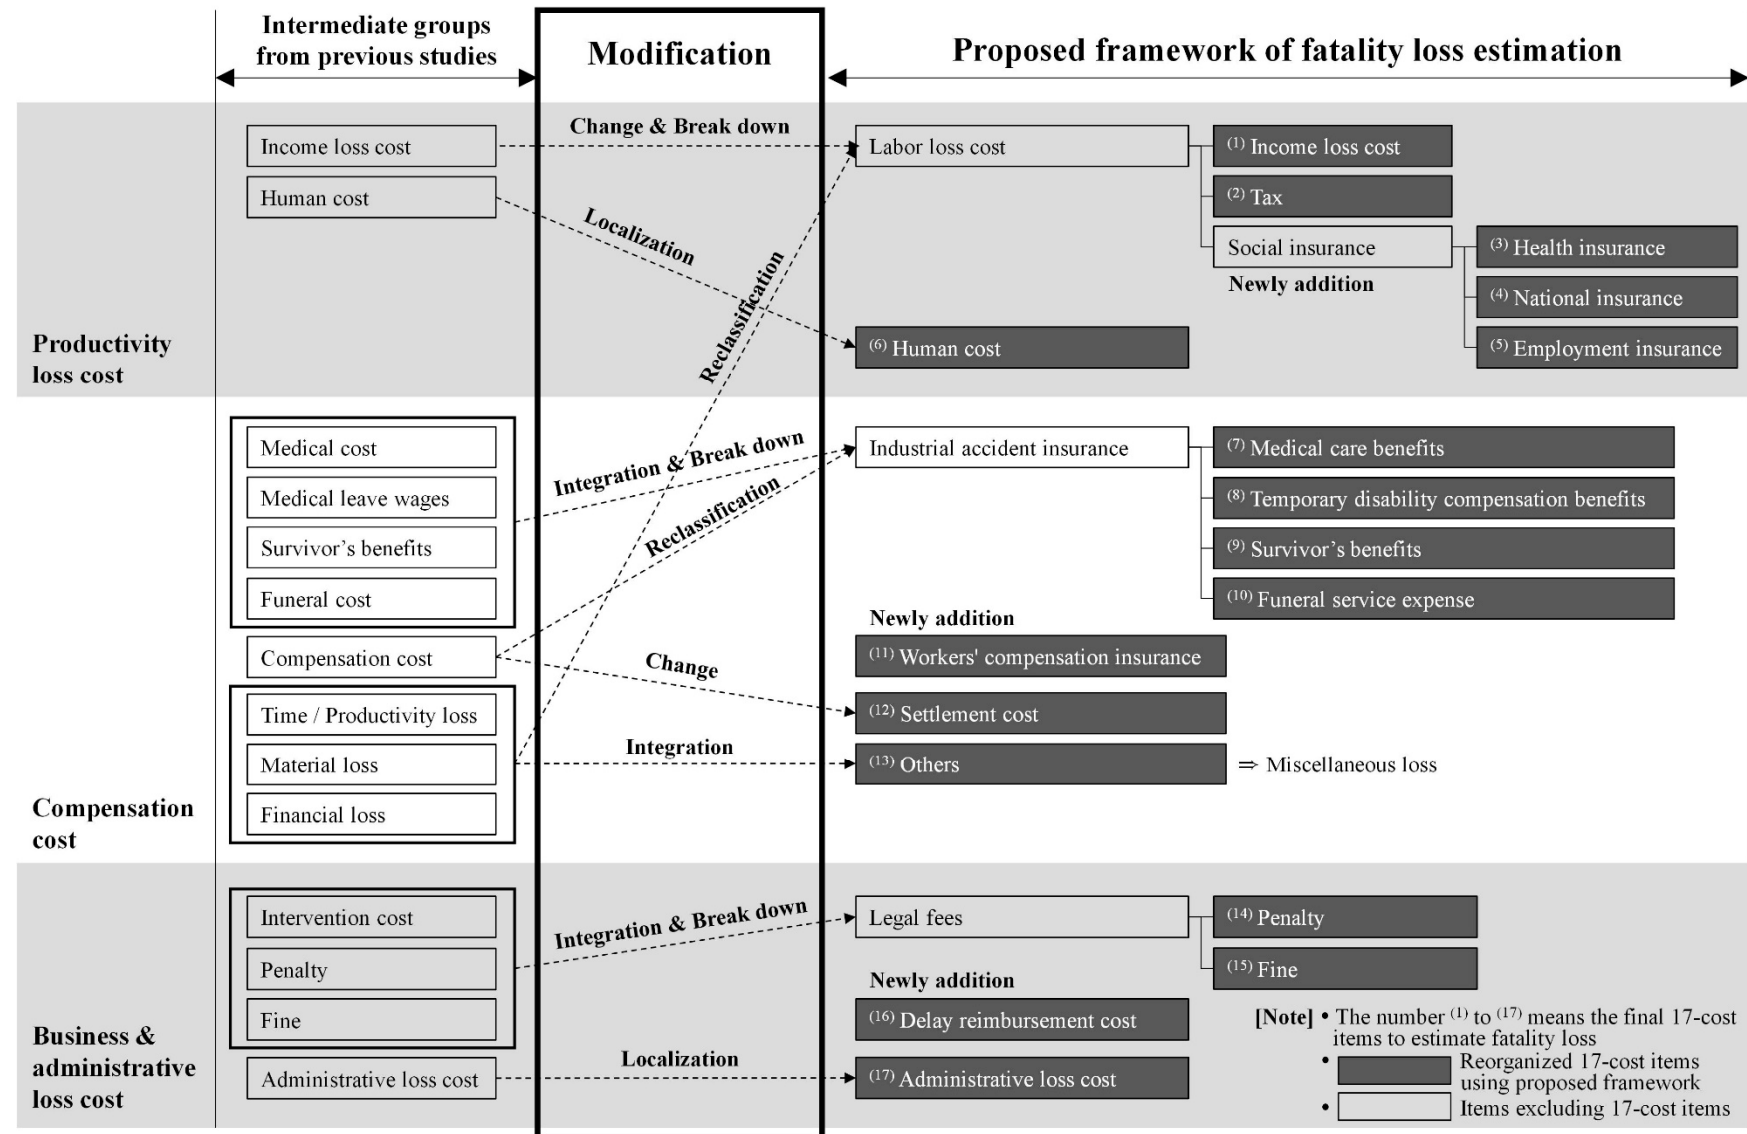 Intermediate groups
from previous studies
Modification
Proposed framework of fatality loss estimation
Productivity
loss cost
Income loss cost
Human cost
Change & Break down
Localization
Reclassification
Labor loss cost
(1) Income loss cost
(2) Tax
Social insurance
Newly addition
(3) Health insurance
(4) National insurance
(5) Employment insurance
(6) Human cost
Compensation
cost
Medical cost
Medical leave wages
Survivor’s benefits
Funeral cost
Compensation cost
Time / Productivity loss
Material loss
Financial loss
Integration & Break down
Reclassification
Change
Integration
Industrial accident insurance
(7) Medical care benefits
(8) Temporary disability compensation benefits
(9) Survivor’s benefits
(10) Funeral service expense
Newly addition
(11) Workers' compensation insurance
(12) Settlement cost
(13) Others
⇒ Miscellaneous loss
Business &
administrative
loss cost
Intervention cost
Penalty
Fine
Administrative loss cost
Integration & Break down
Localization
Legal fees
(14) Penalty
(15) Fine
Newly addition
(16) Delay reimbursement cost
(17) Administrative loss cost
[Note] • The number (1) to (17) means the final 17-cost
items to estimate fatality loss
• Reorganized 17-cost items
using proposed framework
• Items excluding 17-cost items